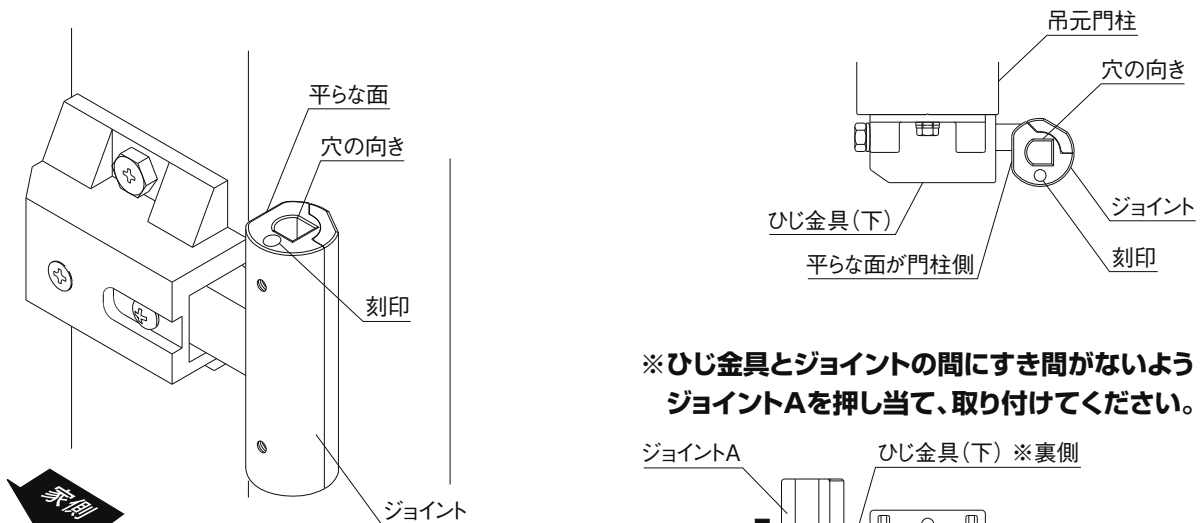 平らな面
穴の向き
刻印
ジョイント
家側
吊元門柱
穴の向き
ひじ金具(下)
ジョイント
平らな面が門柱側
刻印
※ひじ金具とジョイントの間にすき間がないよう
ジョイントAを押し当て、取り付けてください。
ジョイントA
ひじ金具(下) ※裏側